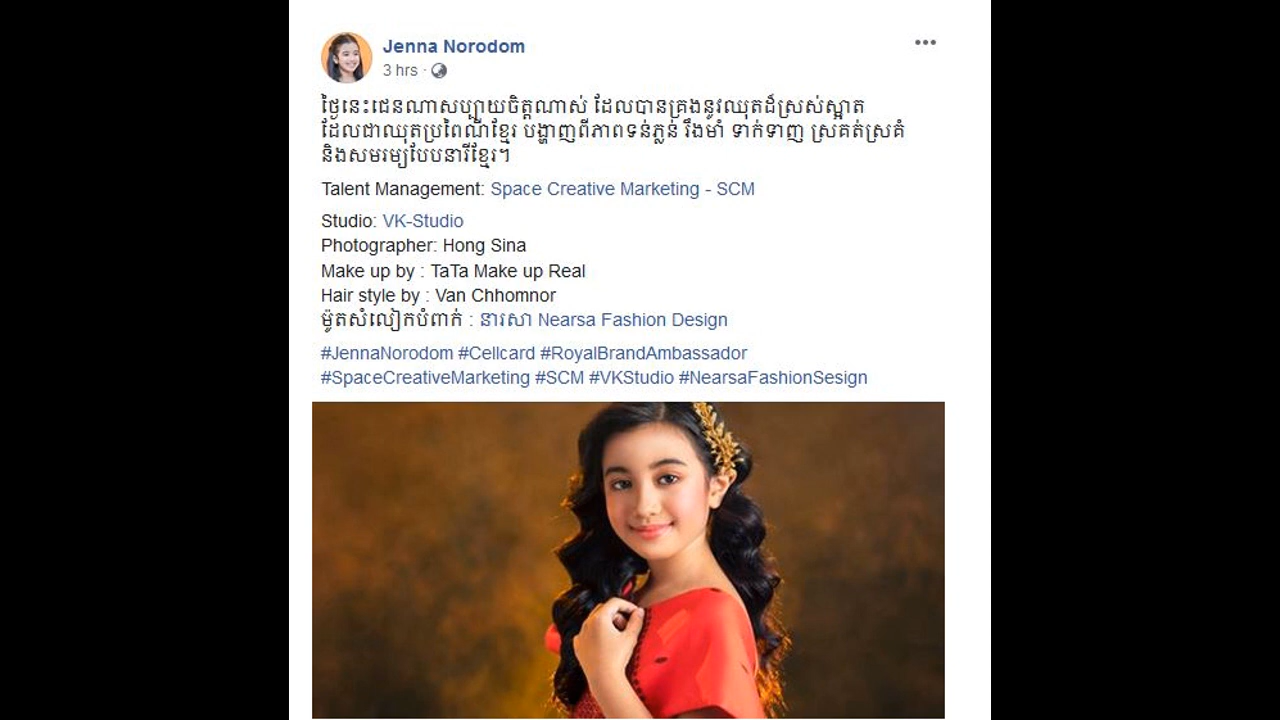 Jenna Norodom
3 hrs ·
ថ្ងៃនេះជេនណាសប្បាយចិត្តណាស់ ដែលបានគ្រងនូវឈុតដ៏ស្រស់ស្អាត
ដែលជាឈុតប្រពៃណីខ្មែរ បង្ហាញពីភាពទន់ភ្លន់ រឹងមាំ ទាក់ទាញ ស្រគត់ស្រគំ
និងសមរម្យបែបនារីខ្មែរ។
Talent Management: Space Creative Marketing - SCM
Studio: VK-Studio
Photographer: Hong Sina
Make up by : TaTa Make up Real
Hair style by : Van Chhomnor
ម៉ូតសំលៀកបំពាក់ : នារសា Nearsa Fashion Design
#JennaNorodom #Cellcard #RoyalBrandAmbassador
#SpaceCreativeMarketing #SCM #VKStudio #NearsaFashionSesign